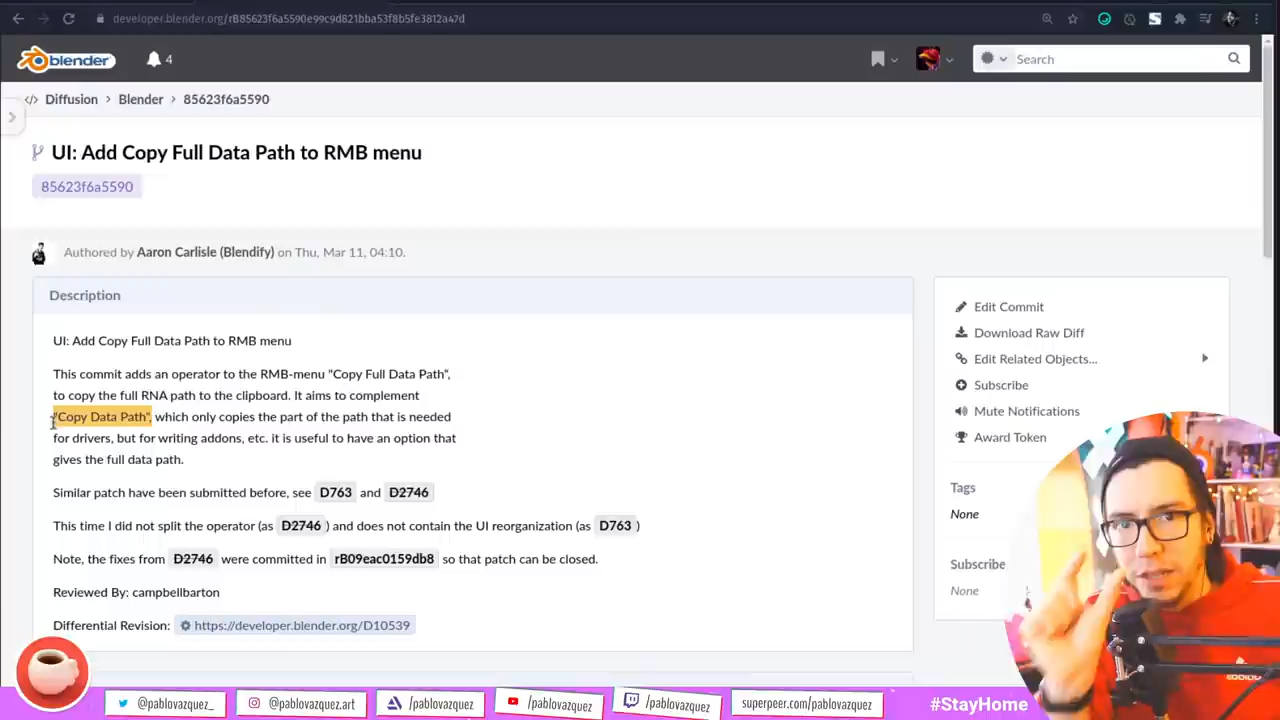 developer.blender.org/rB85623f6a5590e99c9d821bba53f8b5fe3812a47d
blender
4
Search
Diffusion > Blender > 85623f6a5590
UI: Add Copy Full Data Path to RMB menu
85623f6a5590
Authored by Aaron Carlisle (Blendify) on Thu, Mar 11, 04:10.
Description
UI: Add Copy Full Data Path to RMB menu
This commit adds an operator to the RMB-menu "Copy Full Data Path",
to copy the full RNA path to the clipboard. It aims to complement
"Copy Data Path", which only copies the part of the path that is needed
for drivers, but for writing addons, etc. it is useful to have an option that
gives the full data path.
Similar patch have been submitted before, see D763 and D2746
This time I did not split the operator (as D2746 ) and does not contain the UI reorganization (as D763 )
Note, the fixes from D2746 were committed in rB09eac0159db8 so that patch can be closed.
Reviewed By: campbellbarton
Differential Revision: https://developer.blender.org/D10539
Edit Commit
Download Raw Diff
Edit Related Objects...
Subscribe
Mute Notifications
Award Token
Tags
None
Subscribe
None
@pablovazquez_
@pablovazquez.art
/pablovazquez
/pablovazquez
/pablovazquez
superpeer.com/pablovazquez
#StayHome